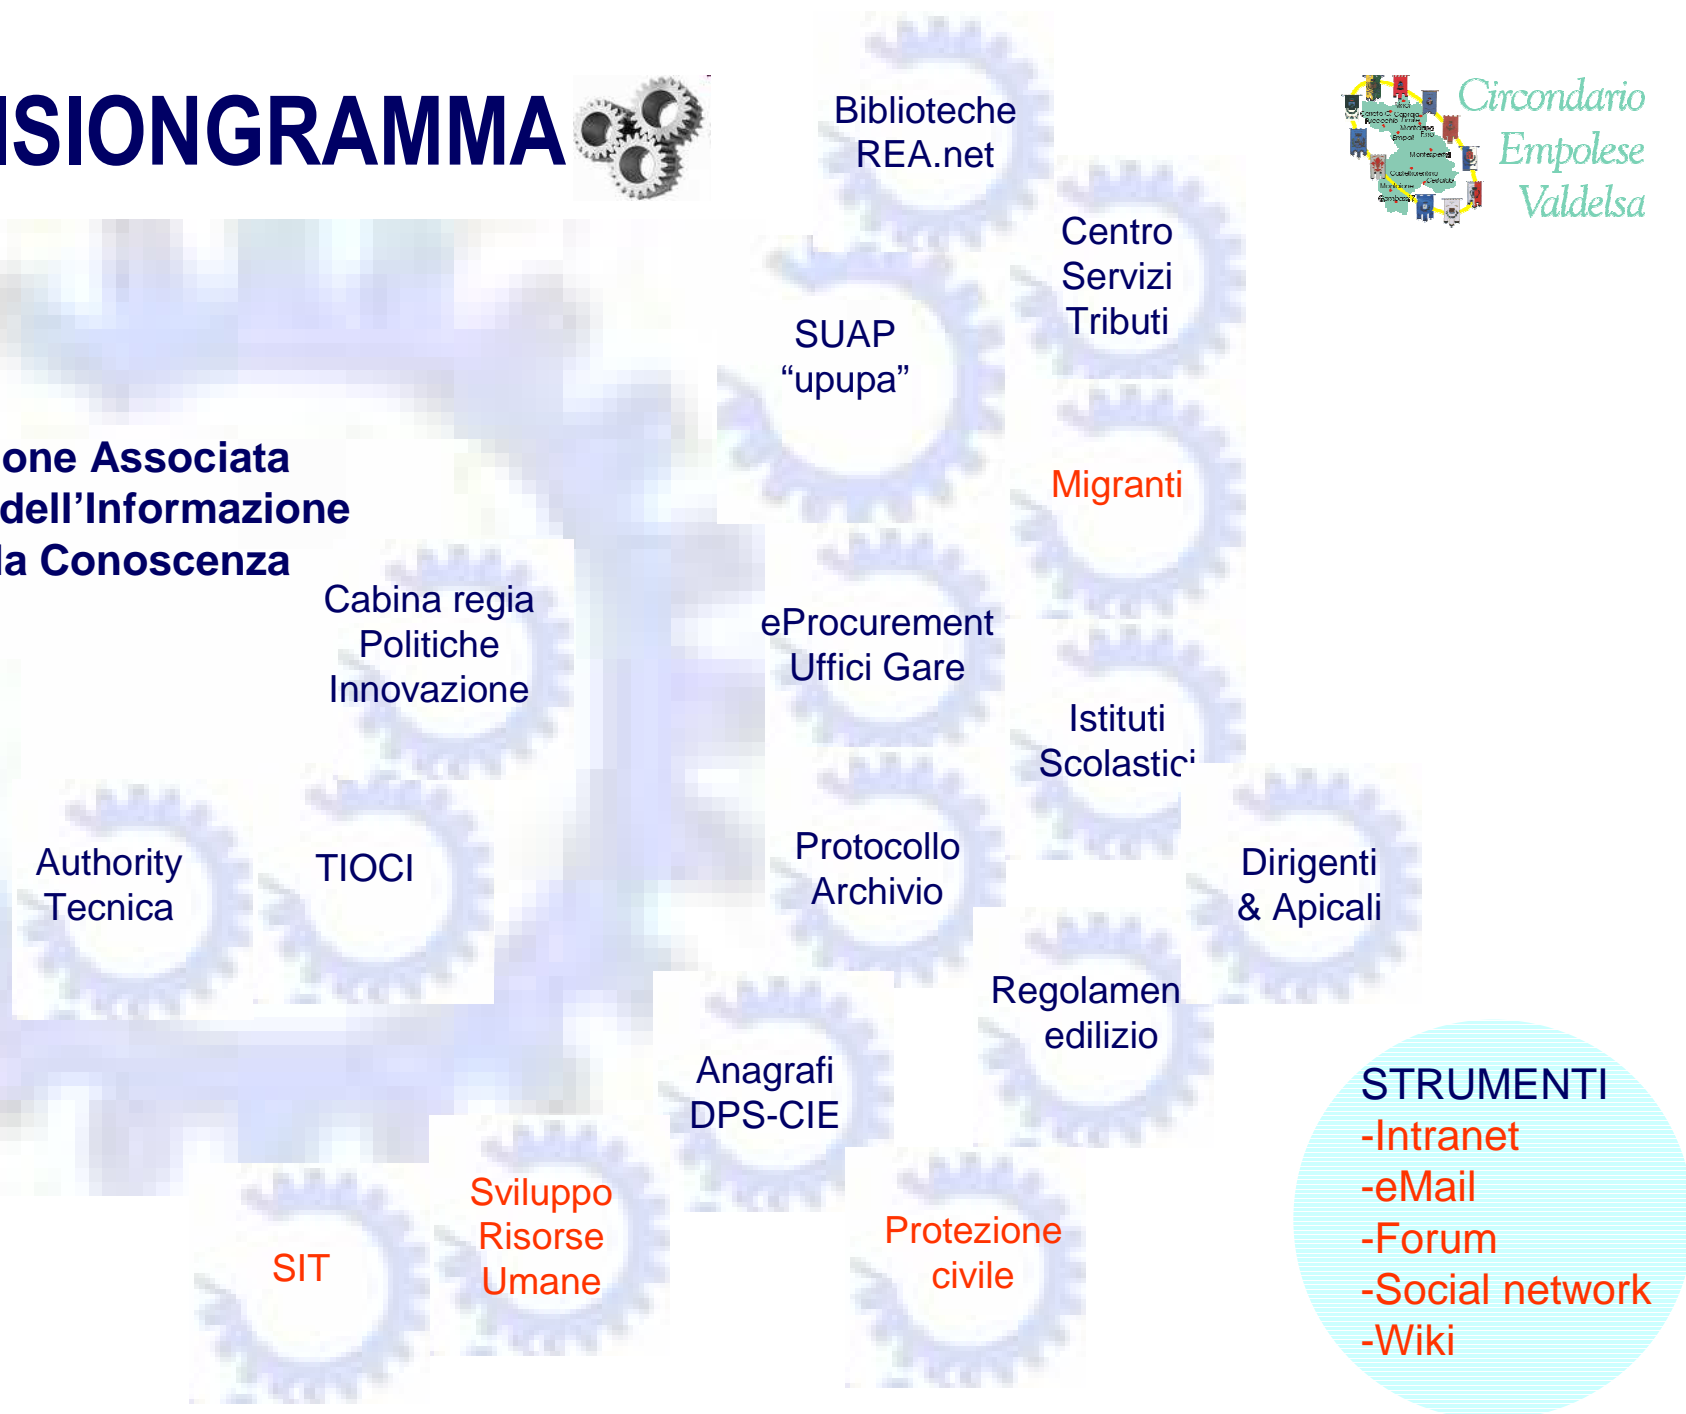 ISIONGRAMMA
Circondario
Empolese
Valdelsa
Biblioteche
REA.net
Centro
Servizi
Tributi
SUAP
“upupa”
one Associata
dell’Informazione
la Conoscenza
Migranti
Cabina regia
Politiche
Innovazione
eProcurement
Uffici Gare
Istituti
Scolastici
Authority
Tecnica
TIOCI
Protocollo
Archivio
Dirigenti
& Apicali
Regolamen
edilizio
Anagrafi
DPS-CIE
SIT
Sviluppo
Risorse
Umane
Protezione
civile
STRUMENTI
-Intranet
-eMail
-Forum
-Social network
-Wiki